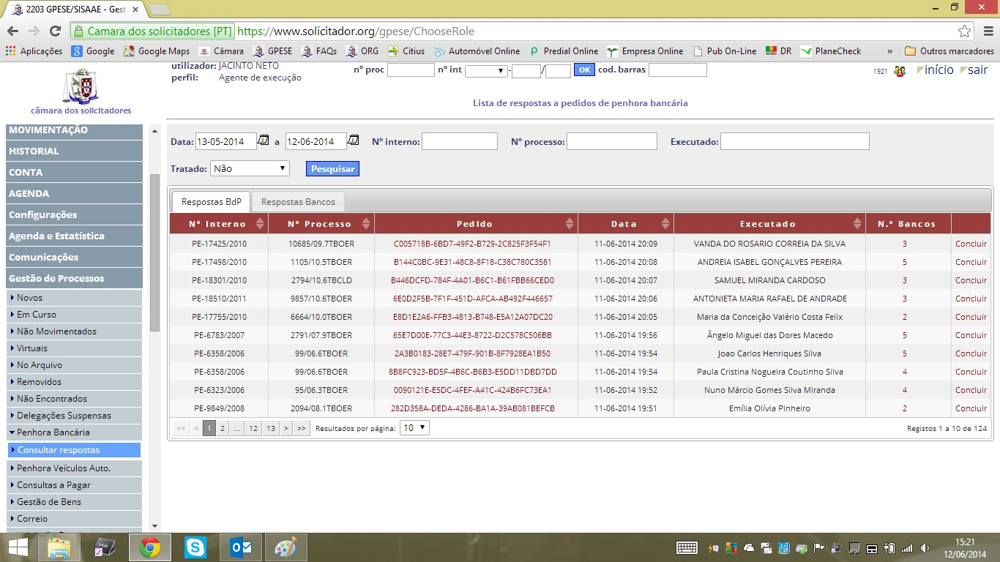 2203 GPESE/SISAAE - Gest
Camara dos solicitadores [PT] https://www.solicitador.org/gpese/ChooseRole
Aplicações Google Google Maps Câmara GPESE FAQs ORG Citius Automóvel Online Predial Online Empresa Online Pub On-Line DR PlaneCheck » Outros marcadores
utilizador: JACINTO NETO
perfil: Agente de execução
nº proc nº int - / OK cod. barras
1921 início sair
câmara dos solicitadores
Lista de respostas a pedidos de penhora bancária
MOVIMENTAÇÃO
HISTORIAL
CONTA
AGENDA
Configurações
Agenda e Estatística
Comunicações
Gestão de Processos
Novos
Em Curso
Não Movimentados
Virtuais
No Arquivo
Removidos
Não Encontrados
Delegações Suspensas
Penhora Bancária
Consultar respostas
Penhora Veículos Auto.
Consultas a Pagar
Gestão de Bens
Correio
Data: 13-05-2014 a 12-06-2014 Nº interno: Nº processo: Executado:
Tratado: Não Pesquisar
Respostas BdP Respostas Bancos
Nº Interno Nº Processo Pedido Data Executado N.º Bancos
PE-17425/2010 10685/09.7TBOER C005718B-6BD7-49F2-B729-2C825F3F54F1 11-06-2014 20:09 VANDA DO ROSARIO CORREIA DA SILVA 3 Concluir
PE-17498/2010 1105/10.5TBOER B144C0BC-9E31-48C8-8F18-C38C780C3581 11-06-2014 20:08 ANDREIA ISABEL GONÇALVES PEREIRA 5 Concluir
PE-18301/2010 2794/10.6TBCLD B446DCFD-784F-4A01-B6C1-B61FBB66CED0 11-06-2014 20:07 SAMUEL MIRANDA CARDOSO 3 Concluir
PE-18510/2011 9857/10.6TBOER 6E0D2F5B-7F1F-451D-AFCA-AB492F446657 11-06-2014 20:06 ANTONIETA MARIA RAFAEL DE ANDRADE 3 Concluir
PE-17755/2010 6664/10.0TBOER E8D1E2A6-FFB3-4813-B748-E5A12A07DC20 11-06-2014 20:05 Maria da Conceição Valério Costa Felix 2 Concluir
PE-6783/2007 2791/07.9TBOER 65E7D00E-77C3-44E3-8722-D2C578C506BB 11-06-2014 19:56 Ângelo Miguel das Dores Macedo 5 Concluir
PE-6358/2006 99/06.6TBOER 2A3B0183-28E7-479F-901B-8F7928EA1B50 11-06-2014 19:54 Joao Carlos Henriques Silva 5 Concluir
PE-6358/2006 99/06.6TBOER 8B8FC923-BD5F-4B6C-B6B3-E5DD11DBD7DD 11-06-2014 19:54 Paula Cristina Nogueira Coutinho Silva 4 Concluir
PE-6323/2006 95/06.3TBOER 0090121E-E5DC-4FEF-A41C-424B6FC73EA1 11-06-2014 19:52 Nuno Márcio Gomes Silva Miranda 4 Concluir
PE-9849/2008 2094/08.1TBOER 282D358A-DEDA-4286-BA1A-39AB081BEFCB 11-06-2014 19:51 Emília Olívia Pinheiro 2 Concluir
<< < 1 2 ... 12 13 > >> Resultados por página: 10 Registos 1 a 10 de 124
15:21
12/06/2014